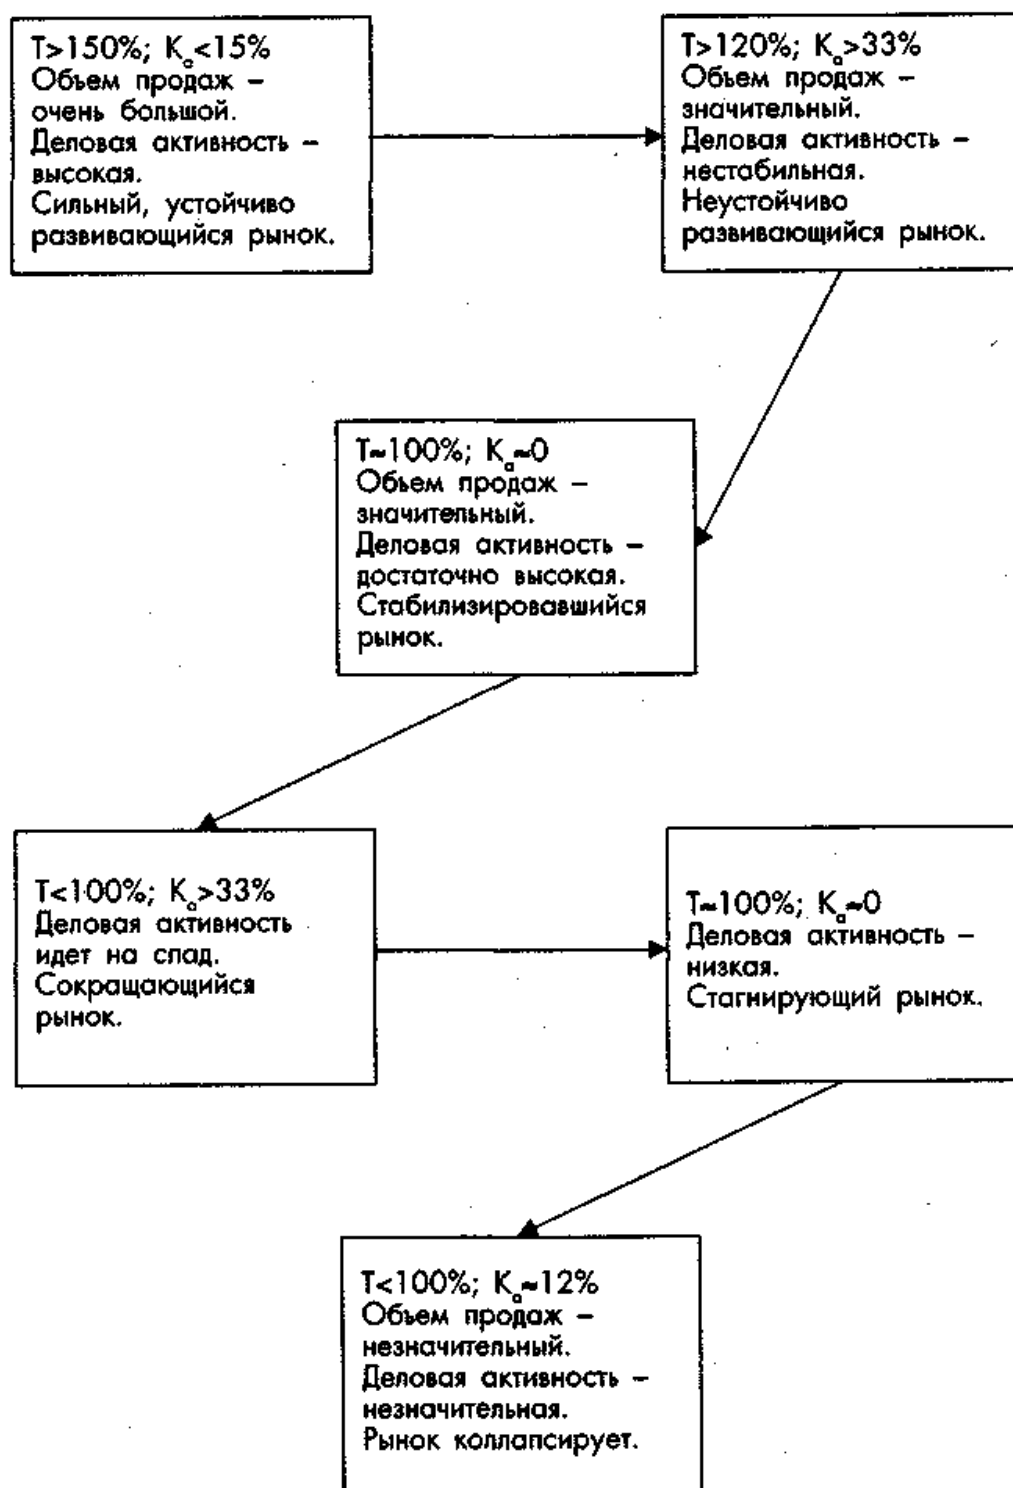 T>150%; Kₐ<15%
Объем продаж –
очень большой.
Деловая активность –
высокая.
Сильный, устойчиво
развивающийся рынок.
T>120%; Kₐ>33%
Объем продаж –
значительный.
Деловая активность –
нестабильная.
Неустойчиво
развивающийся рынок.
T≈100%; Kₐ≈0
Объем продаж –
значительный.
Деловая активность –
достаточно высокая.
Стабилизировавшийся
рынок.
T<100%; Kₐ>33%
Деловая активность
идет на спад.
Сокращающийся
рынок.
T≈100%; Kₐ≈0
Деловая активность –
низкая.
Стагнирующий рынок.
T<100%; Kₐ≈12%
Объем продаж –
незначительный.
Деловая активность –
незначительная.
Рынок коллапсирует.